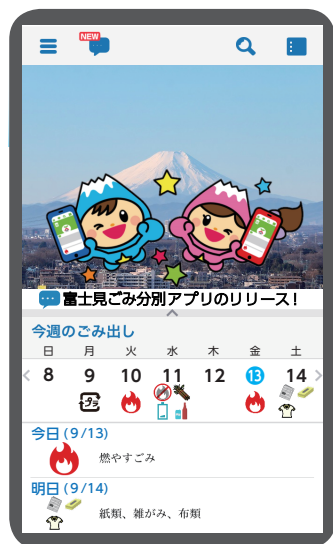 NEW
富士見ごみ分別アプリのリリース!
今週のごみ出し
日 月 火 水 木 金 土
8 9 10 11 12 13 14
プラ
今日(9/13)
燃やすごみ
明日(9/14)
紙類、雑がみ、布類